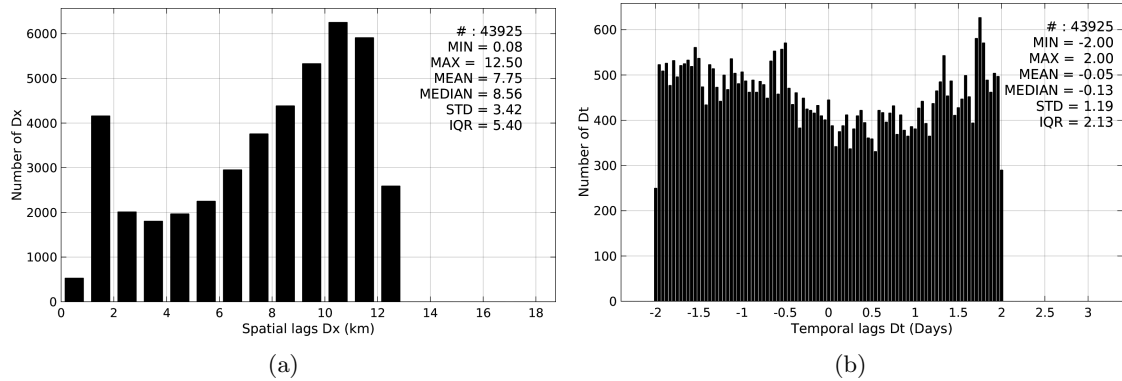 6000
5000
4000
3000
2000
1000
0
Number of Dx
# : 43925
MIN = 0.08
MAX = 12.50
MEAN = 7.75
MEDIAN = 8.56
STD = 3.42
IQR = 5.40
0 2 4 6 8 10 12 14 16 18
Spatial lags Dx (km)
(a)
600
500
400
300
200
100
0
Number of Dt
# : 43925
MIN = -2.00
MAX = 2.00
MEAN = -0.05
MEDIAN = -0.13
STD = 1.19
IQR = 2.13
-2 -1.5 -1 -0.5 0 0.5 1 1.5 2 2.5 3
Temporal lags Dt (Days)
(b)